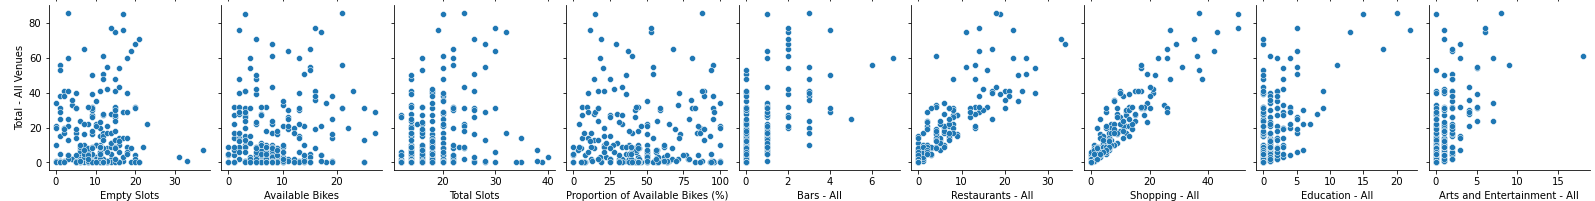 Total - All Venues
80
60
40
20
0
0 10 20 30
Empty Slots
0 10 20
Available Bikes
20 30 40
Total Slots
0 25 50 75 100
Proportion of Available Bikes (%)
0 2 4 6
Bars - All
0 10 20 30
Restaurants - All
0 20 40
Shopping - All
0 5 10 15 20
Education - All
0 5 10 15
Arts and Entertainment - All